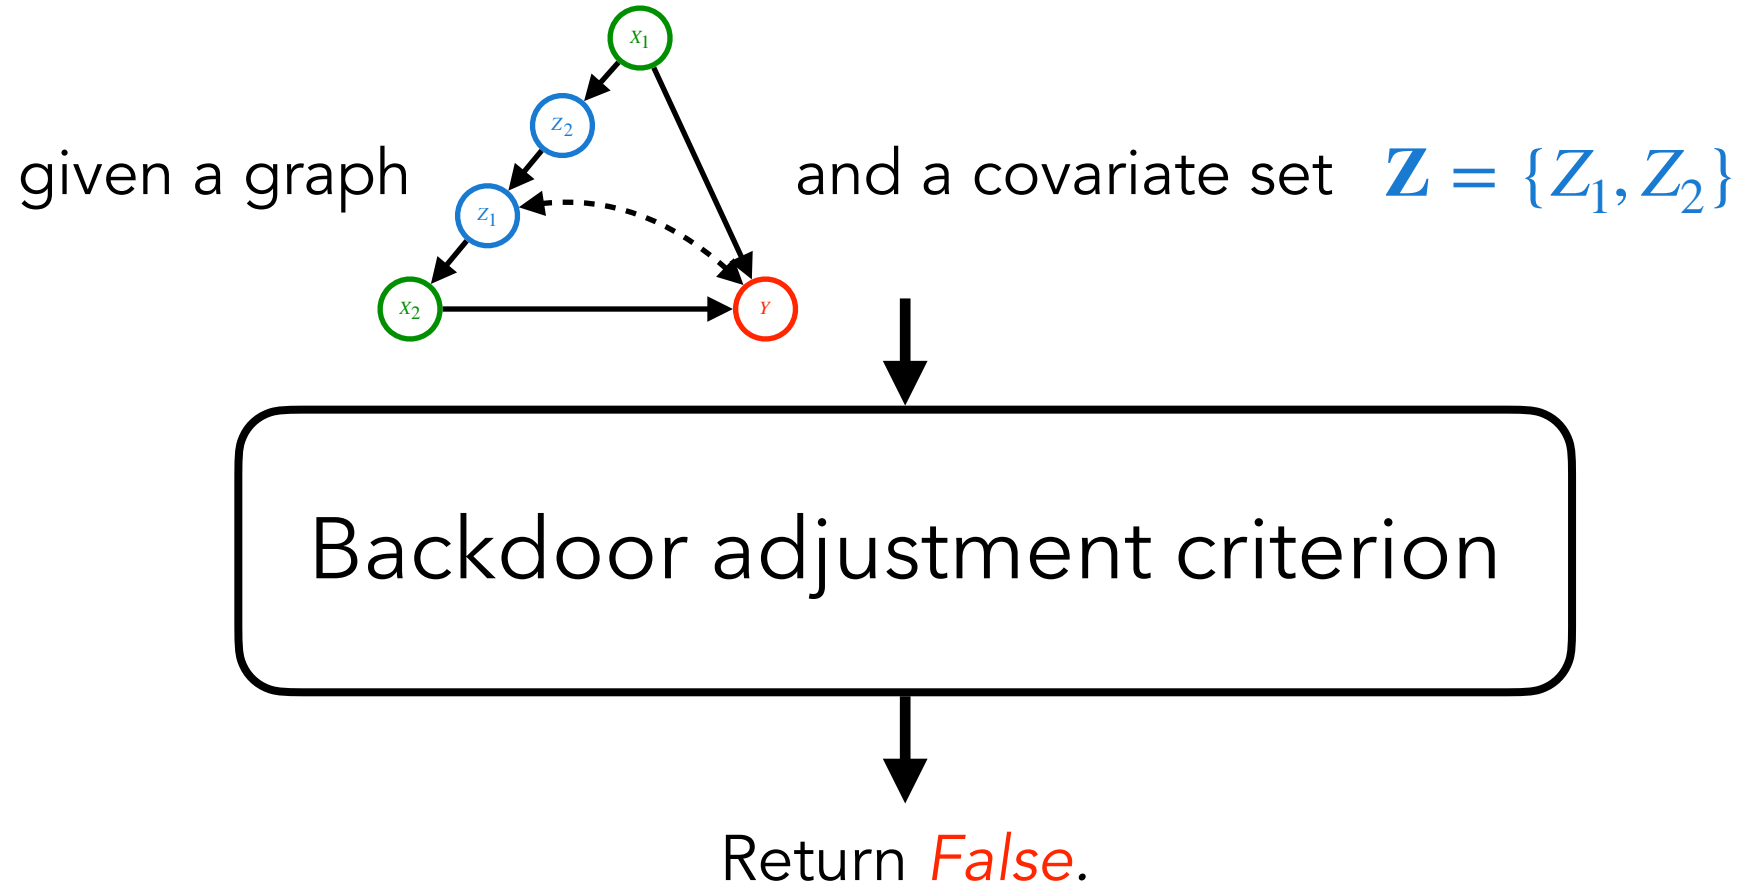 X₁
Z₂
given a graph and a covariate set Z = {Z₁, Z₂}
Z₁
X₂ Y
Backdoor adjustment criterion
Return False.